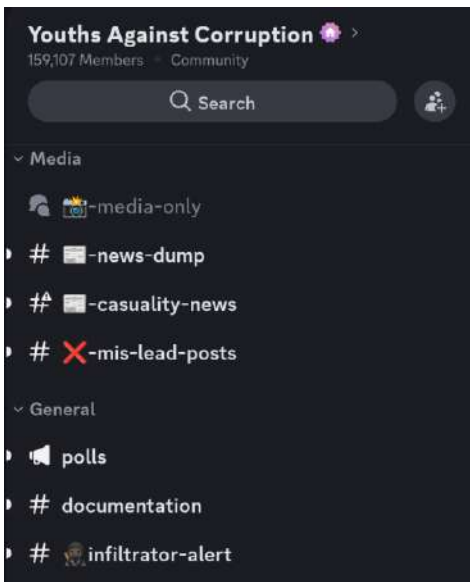 Youths Against Corruption
159,107 Members Community
Search
Media
-media-only
-news-dump
-casuality-news
-mis-lead-posts
General
polls
documentation
infiltrator-alert